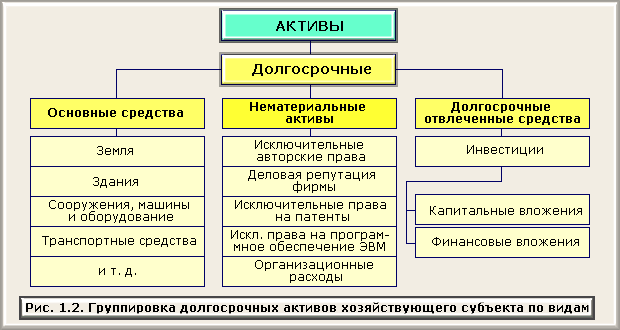 АКТИВЫ
Долгосрочные
Основные средства
Земля
Здания
Сооружения, машины
и оборудование
Транспортные средства
и т. д.
Нематериальные
активы
Исключительные
авторские права
Деловая репутация
фирмы
Исключительные права
на патенты
Искл. права на програм-
мное обеспечение ЭВМ
Организационные
расходы
Долгосрочные
отвлеченные средства
Инвестиции
Капитальные вложения
Финансовые вложения
Рис. 1.2. Группировка долгосрочных активов хозяйствующего субъекта по видам